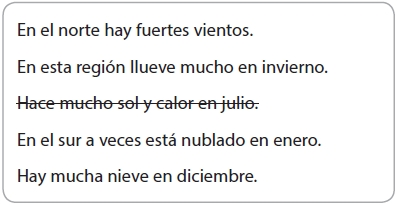 En el norte hay fuertes vientos.
En esta región llueve mucho en invierno.
Hace mucho sol y calor en julio.
En el sur a veces está nublado en enero.
Hay mucha nieve en diciembre.